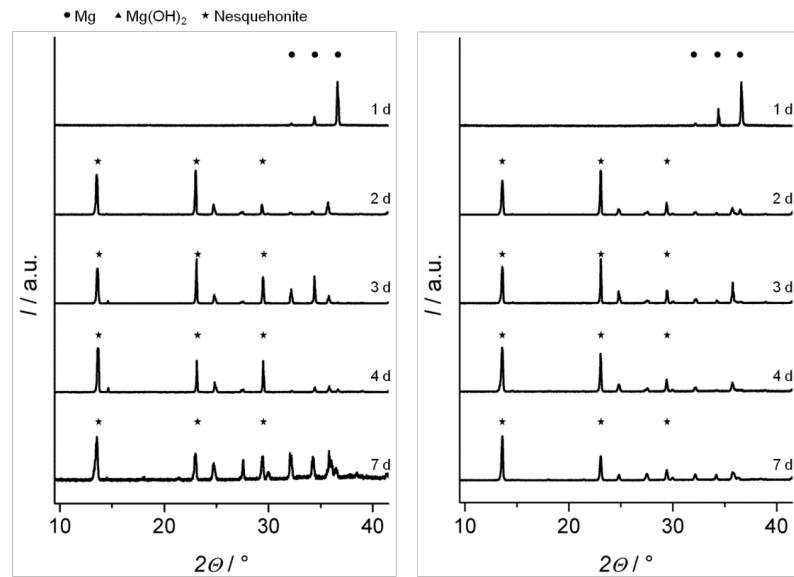 ● Mg ▲ Mg(OH)₂ ★ Nesquehonite
1 d
2 d
3 d
4 d
7 d
I / a.u.
10 20 30 40
2Θ / °
1 d
2 d
3 d
4 d
7 d
I / a.u.
10 20 30 40
2Θ / °